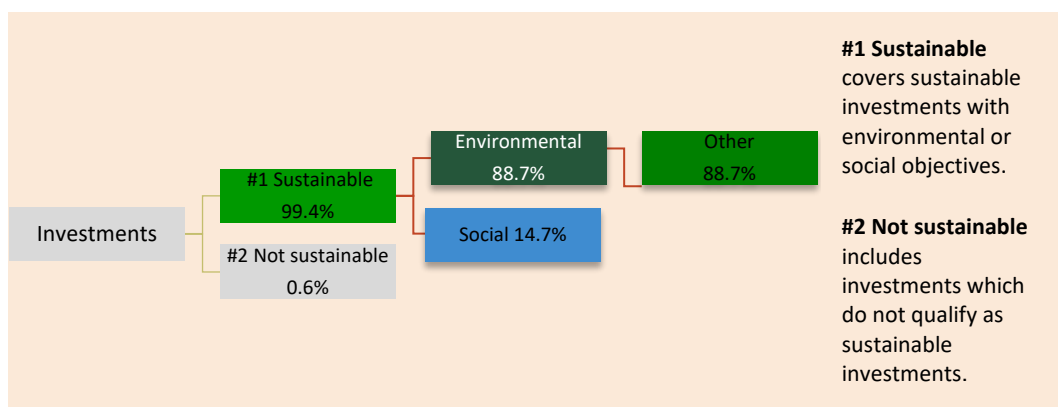 Investments
#1 Sustainable
99.4%
#2 Not sustainable
0.6%
Environmental
88.7%
Social 14.7%
Other
88.7%
#1 Sustainable
covers sustainable
investments with
environmental or
social objectives.
#2 Not sustainable
includes
investments which
do not qualify as
sustainable
investments.